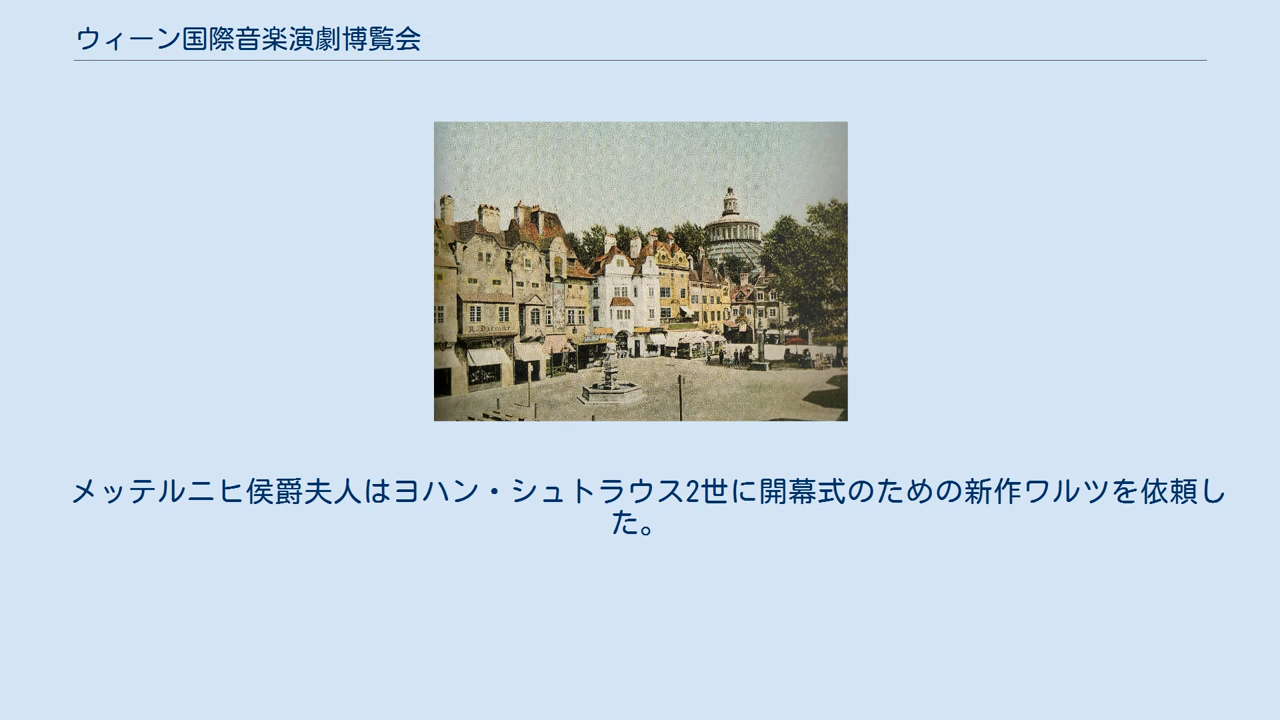 ウィーン国際音楽演劇博覧会
R. Ditmar
メッテルニヒ侯爵夫人はヨハン・シュトラウス2世に開幕式のための新作ワルツを依頼し
た。